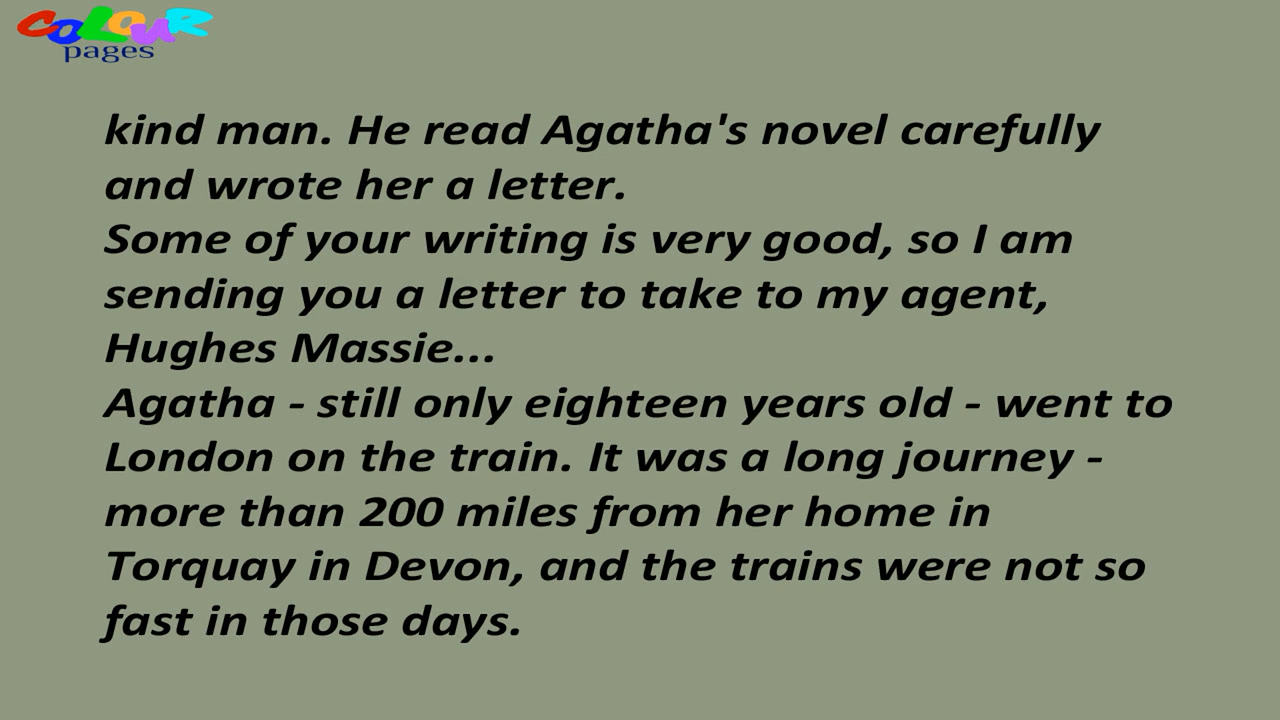 COLOUR
pages
kind man. He read Agatha's novel carefully
and wrote her a letter.
Some of your writing is very good, so I am
sending you a letter to take to my agent,
Hughes Massie...
Agatha - still only eighteen years old - went to
London on the train. It was a long journey -
more than 200 miles from her home in
Torquay in Devon, and the trains were not so
fast in those days.